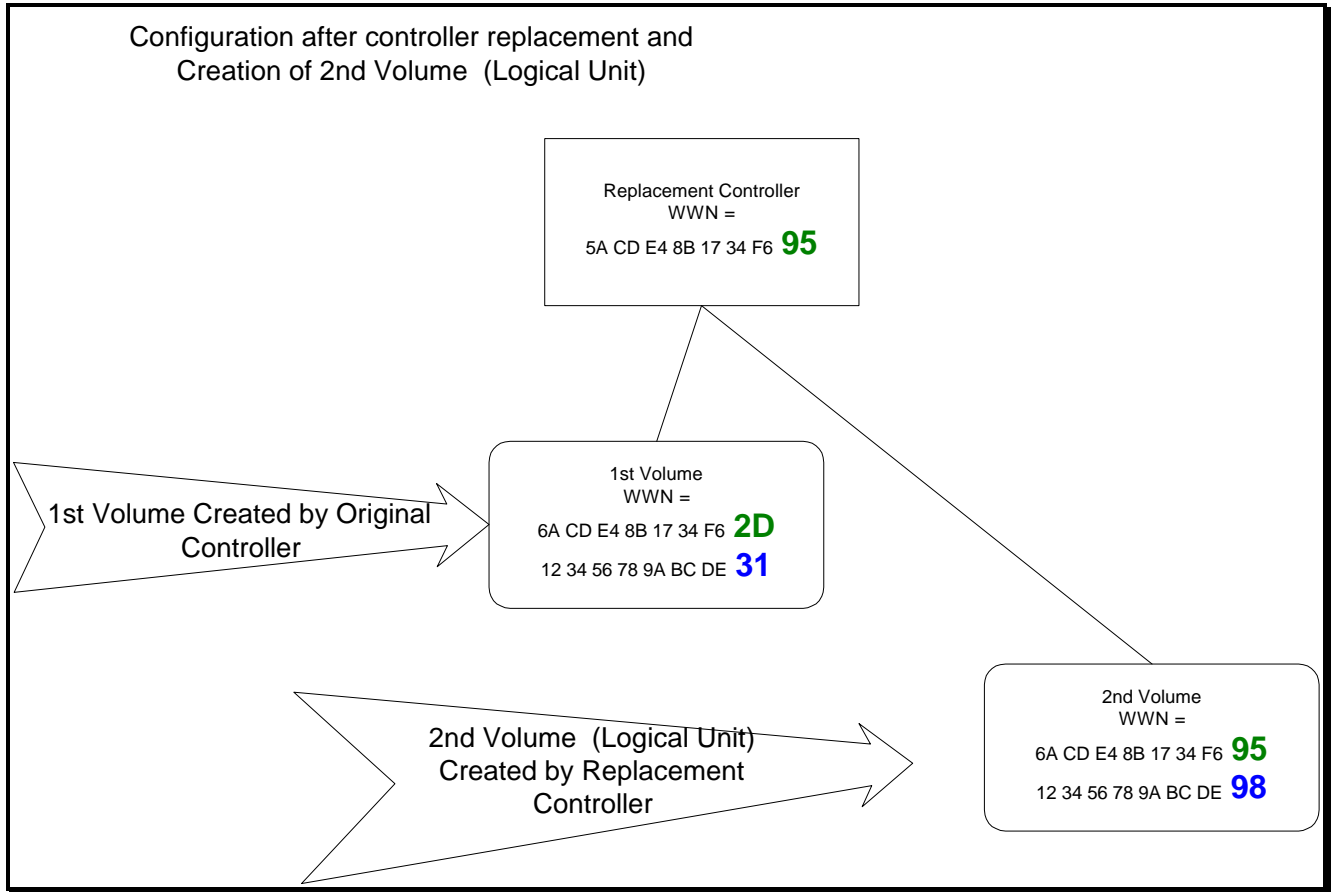 Configuration after controller replacement and
Creation of 2nd Volume (Logical Unit)
Replacement Controller
WWN =
5A CD E4 8B 17 34 F6 95
1st Volume Created by Original
Controller
1st Volume
WWN =
6A CD E4 8B 17 34 F6 2D
12 34 56 78 9A BC DE 31
2nd Volume (Logical Unit)
Created by Replacement
Controller
2nd Volume
WWN =
6A CD E4 8B 17 34 F6 95
12 34 56 78 9A BC DE 98